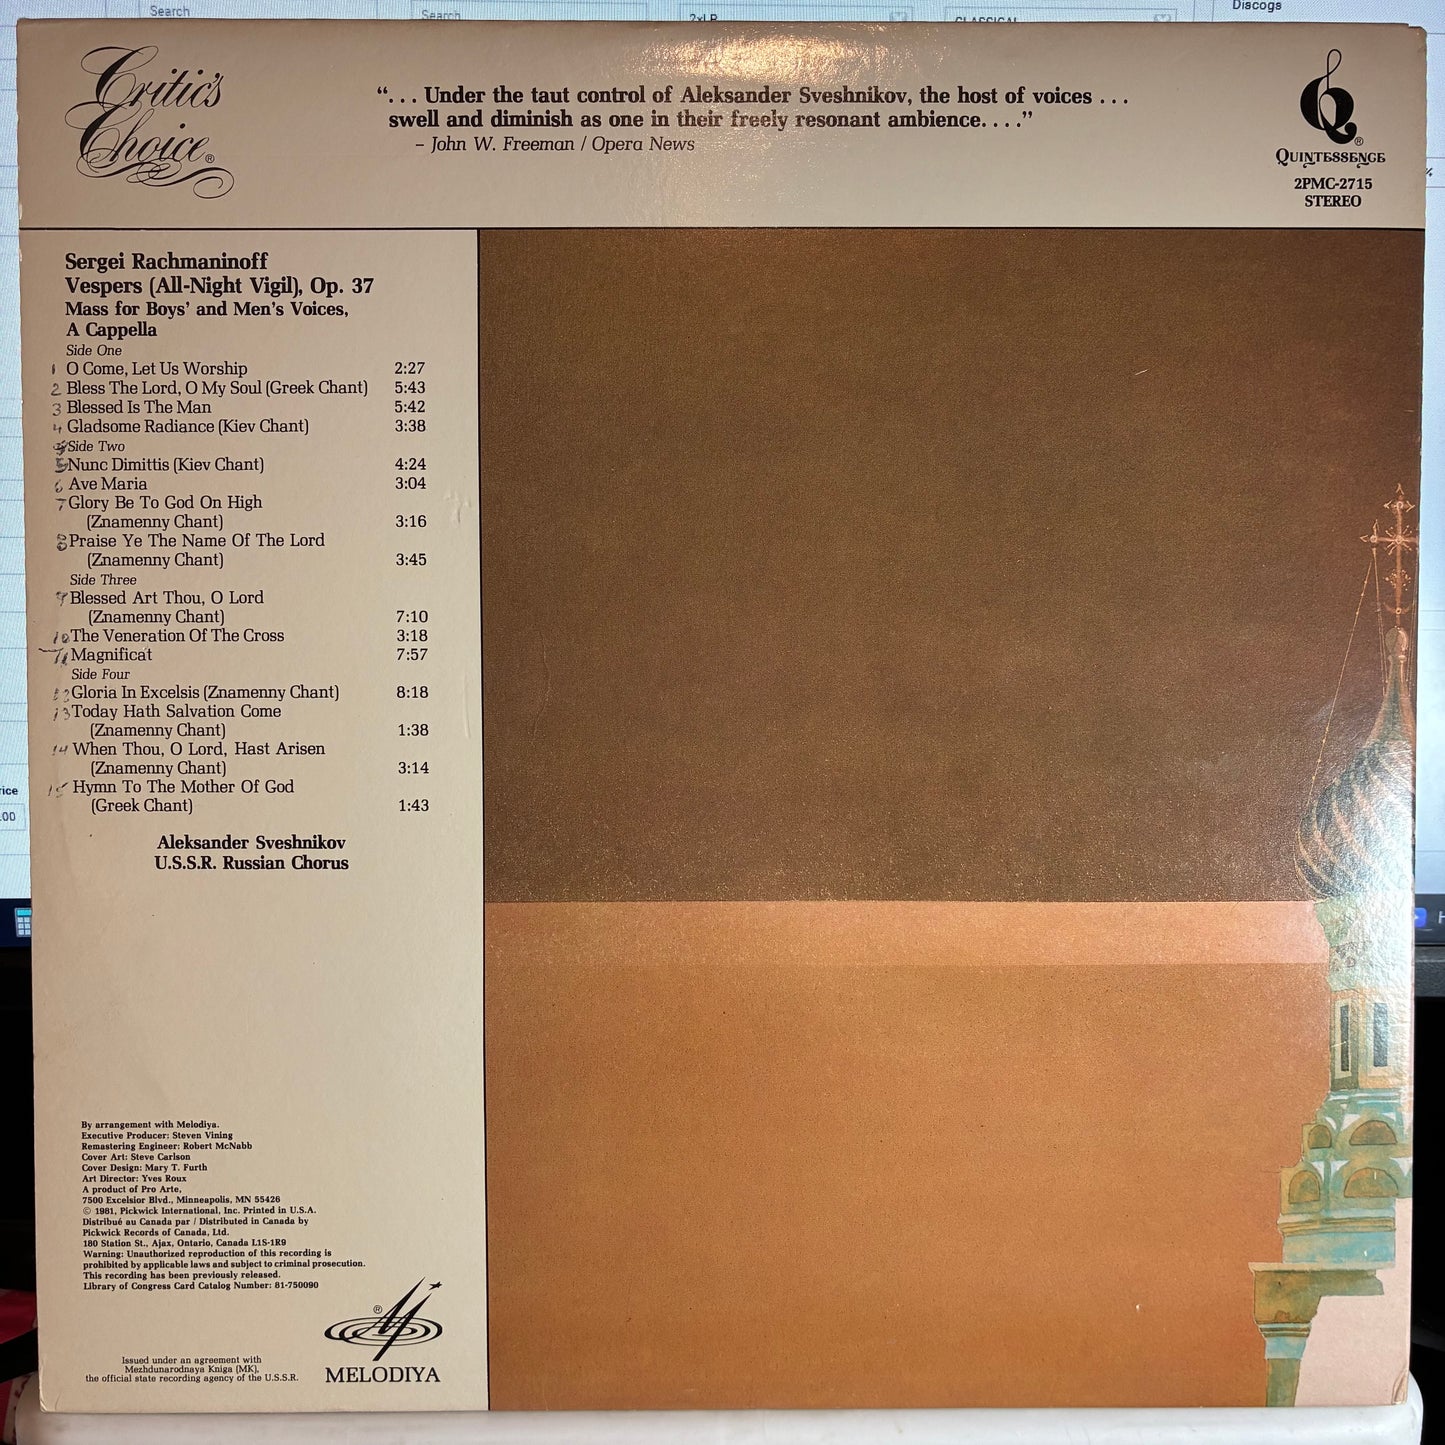 Search
Search
2xLP
CLASSICAL
Discogs
Critic's
Choice®
“. . . Under the taut control of Aleksander Sveshnikov, the host of voices . . .
swell and diminish as one in their freely resonant ambience. . . .”
– John W. Freeman / Opera News
®
QUINTESSENCE
2PMC-2715
STEREO
Sergei Rachmaninoff
Vespers (All-Night Vigil), Op. 37
Mass for Boys' and Men's Voices,
A Cappella
Side One
1 O Come, Let Us Worship 2:27
2 Bless The Lord, O My Soul (Greek Chant) 5:43
3 Blessed Is The Man 5:42
4 Gladsome Radiance (Kiev Chant) 3:38
Side Two
5 Nunc Dimittis (Kiev Chant) 4:24
6 Ave Maria 3:04
7 Glory Be To God On High
(Znamenny Chant) 3:16
8 Praise Ye The Name Of The Lord
(Znamenny Chant) 3:45
Side Three
9 Blessed Art Thou, O Lord
(Znamenny Chant) 7:10
10 The Veneration Of The Cross 3:18
11 Magnificat 7:57
Side Four
12 Gloria In Excelsis (Znamenny Chant) 8:18
13 Today Hath Salvation Come
(Znamenny Chant) 1:38
14 When Thou, O Lord, Hast Arisen
(Znamenny Chant) 3:14
15 Hymn To The Mother Of God
(Greek Chant) 1:43
Aleksander Sveshnikov
U.S.S.R. Russian Chorus
By arrangement with Melodiya.
Executive Producer: Steven Vining
Remastering Engineer: Robert McNabb
Cover Art: Steve Carlson
Cover Design: Mary T. Furth
Art Director: Yves Roux
A product of Pro Arte,
7500 Excelsior Blvd., Minneapolis, MN 55426
© 1981, Pickwick International, Inc. Printed in U.S.A.
Distribué au Canada par / Distributed in Canada by
Pickwick Records of Canada, Ltd.
180 Station St., Ajax, Ontario, Canada L1S-1R9
Warning: Unauthorized reproduction of this recording is
prohibited by applicable laws and subject to criminal prosecution.
This recording has been previously released.
Library of Congress Card Catalog Number: 81-750090
®
MELODIYA
Issued under an agreement with
Mezhdunarodnaya Kniga (MK),
the official state recording agency of the U.S.S.R.